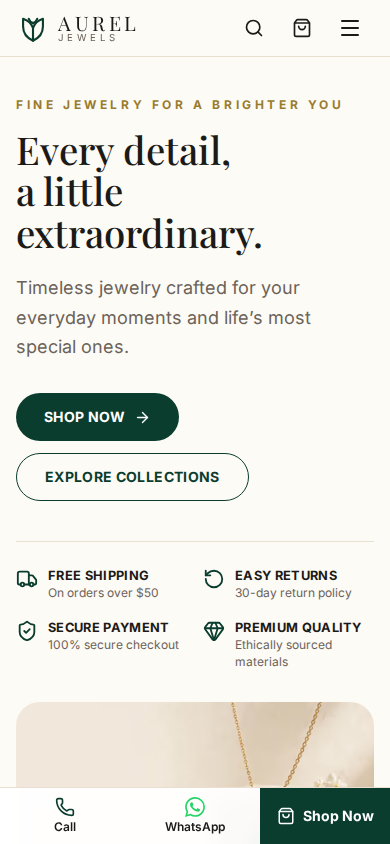 AUREL
JEWELS
FINE JEWELRY FOR A BRIGHTER YOU
Every detail,
a little
extraordinary.
Timeless jewelry crafted for your
everyday moments and life’s most
special ones.
SHOP NOW
EXPLORE COLLECTIONS
FREE SHIPPING
On orders over $50
EASY RETURNS
30-day return policy
SECURE PAYMENT
100% secure checkout
PREMIUM QUALITY
Ethically sourced
materials
Call
WhatsApp
Shop Now